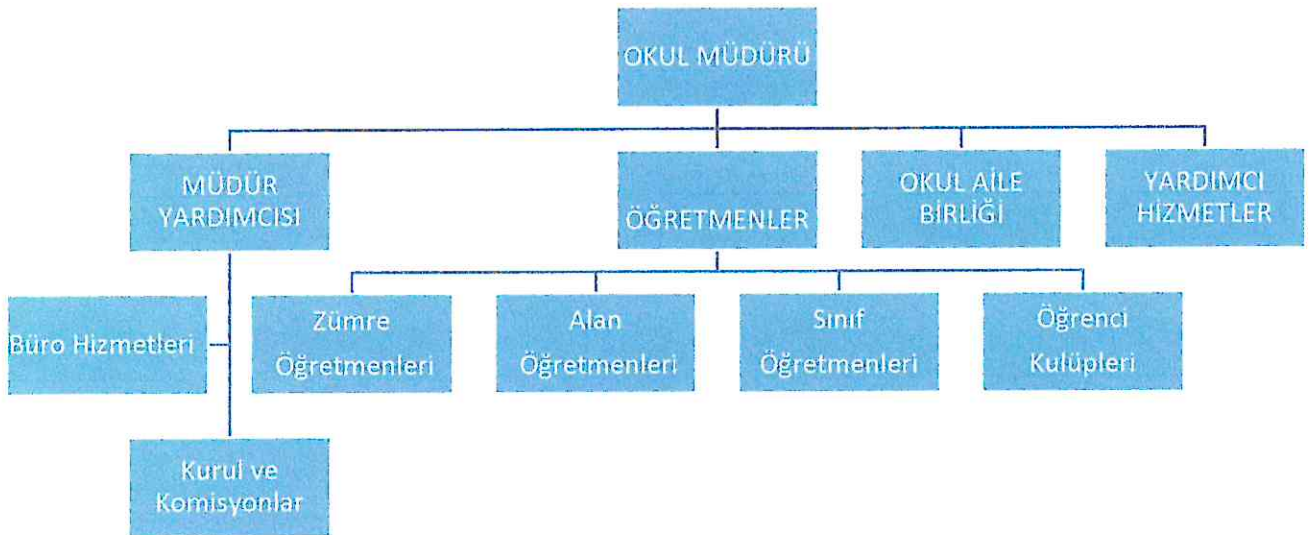 OKUL MÜDÜRÜ
MÜDÜR
YARDIMCISI
ÖĞRETMENLER
OKUL AİLE
BİRLİĞİ
YARDIMCI
HİZMETLER
Büro Hizmetleri
Zümre
Öğretmenleri
Alan
Öğretmenleri
Sınıf
Öğretmenleri
Öğrenci
Kulüpleri
Kurul ve
Komisyonlar